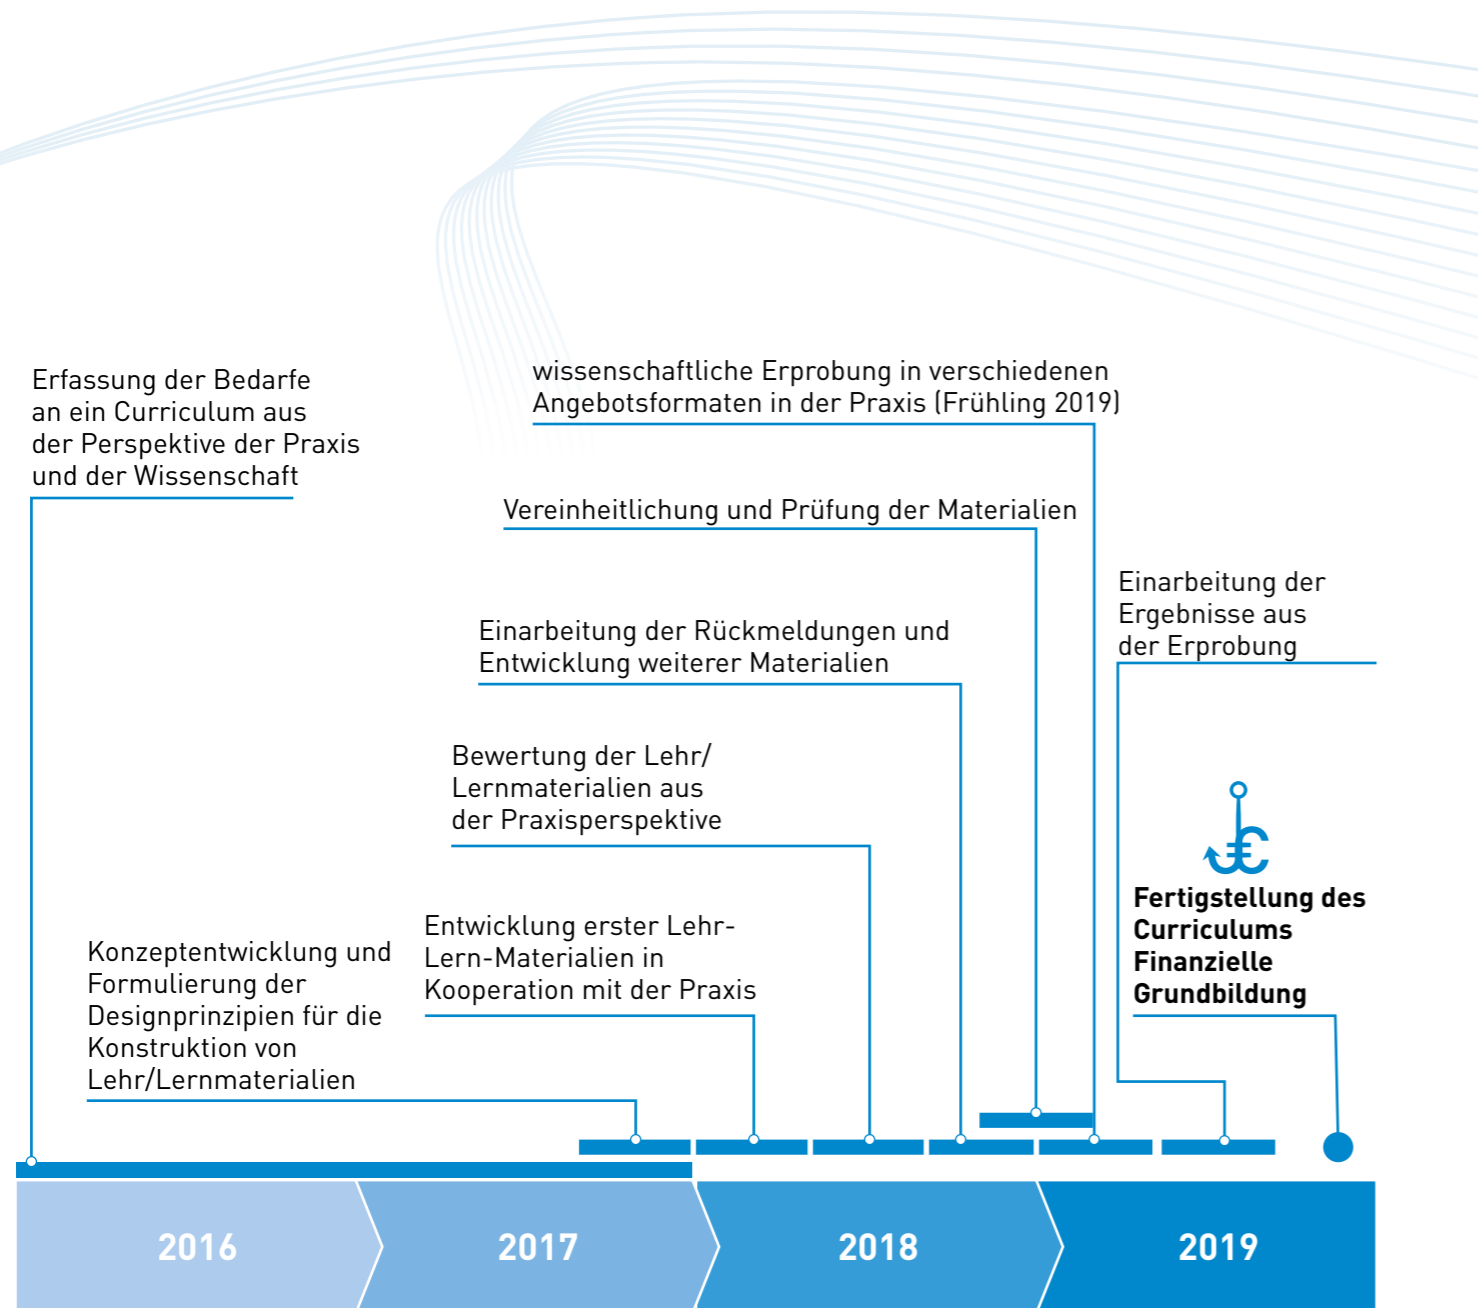 Erfassung der Bedarfe
an ein Curriculum aus
der Perspektive der Praxis
und der Wissenschaft
wissenschaftliche Erprobung in verschiedenen
Angebotsformaten in der Praxis (Frühling 2019)
Vereinheitlichung und Prüfung der Materialien
Einarbeitung der
Ergebnisse aus
der Erprobung
Einarbeitung der Rückmeldungen und
Entwicklung weiterer Materialien
Bewertung der Lehr/
Lernmaterialien aus
der Praxisperspektive
Fertigstellung des
Curriculums
Finanzielle
Grundbildung
Entwicklung erster Lehr-
Lern-Materialien in
Kooperation mit der Praxis
Konzeptentwicklung und
Formulierung der
Designprinzipien für die
Konstruktion von
Lehr/Lernmaterialien
2016
2017
2018
2019